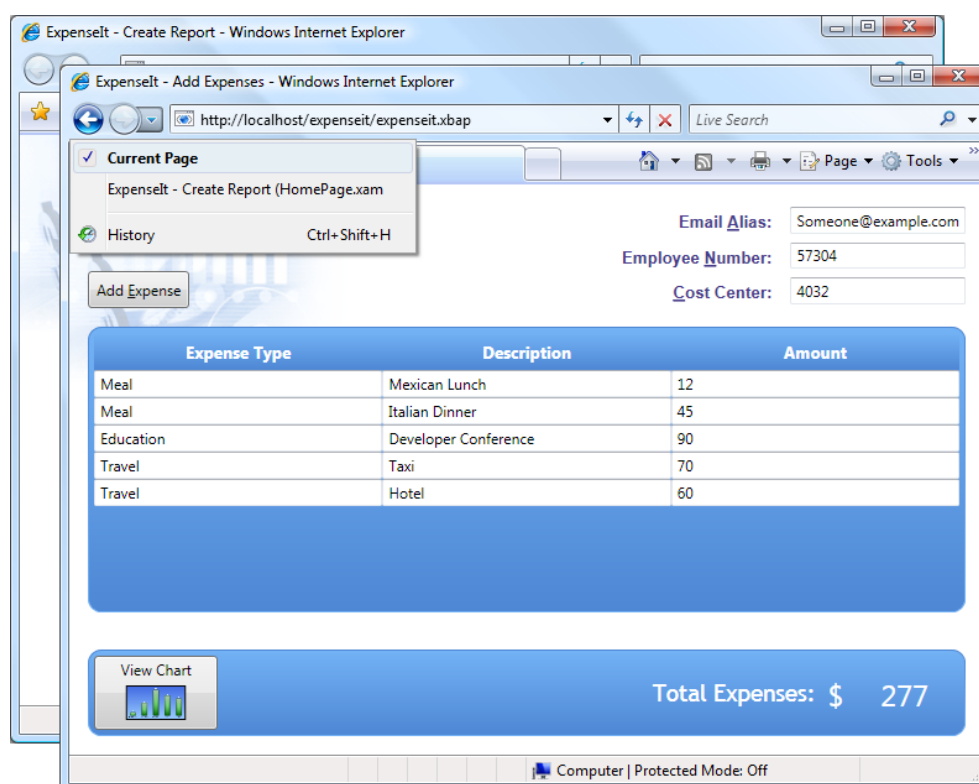 ExpenseIt - Create Report - Windows Internet Explorer
ExpenseIt - Add Expenses - Windows Internet Explorer
http://localhost/expenseit/expenseit.xbap
Live Search
Current Page
ExpenseIt - Create Report (HomePage.xam
History Ctrl+Shift+H
Page Tools
Email Alias: Someone@example.com
Employee Number: 57304
Cost Center: 4032
Add Expense
Expense Type Description Amount
Meal Mexican Lunch 12
Meal Italian Dinner 45
Education Developer Conference 90
Travel Taxi 70
Travel Hotel 60
View Chart
Total Expenses: $ 277
Computer | Protected Mode: Off